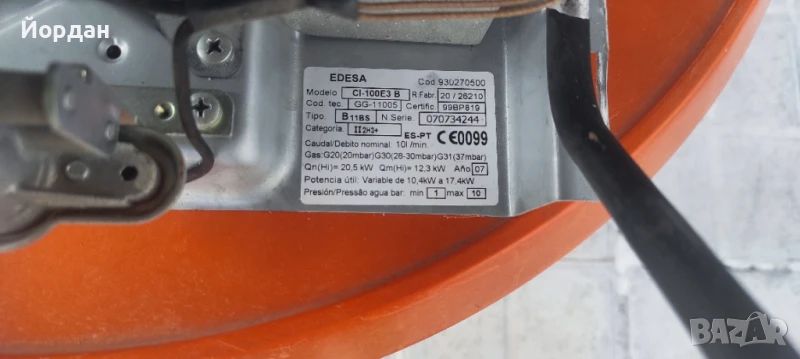 Йордан
EDESA
Cod. 930270500
Modelo CI-100E3 B R.Fabr. 20 / 26210
Cod. tec. GG-11005 Certific. 99BP819
Tipo. B11BS N.Serie. 070734244
Categoria. II2H3+ ES-PT CE0099
Caudal/Debito nominal 10l /min.
Gas:G20(20mbar)G30(28-30mbar)G31(37mbar)
Qn(Hi)= 20,5 kW Qm(Hi)= 12,3 kW Año 07
Potencia útil: Variable de 10,4kW a 17,4kW
Presión/Pressão agua bar: min 1 max 10
BAZAR.bg